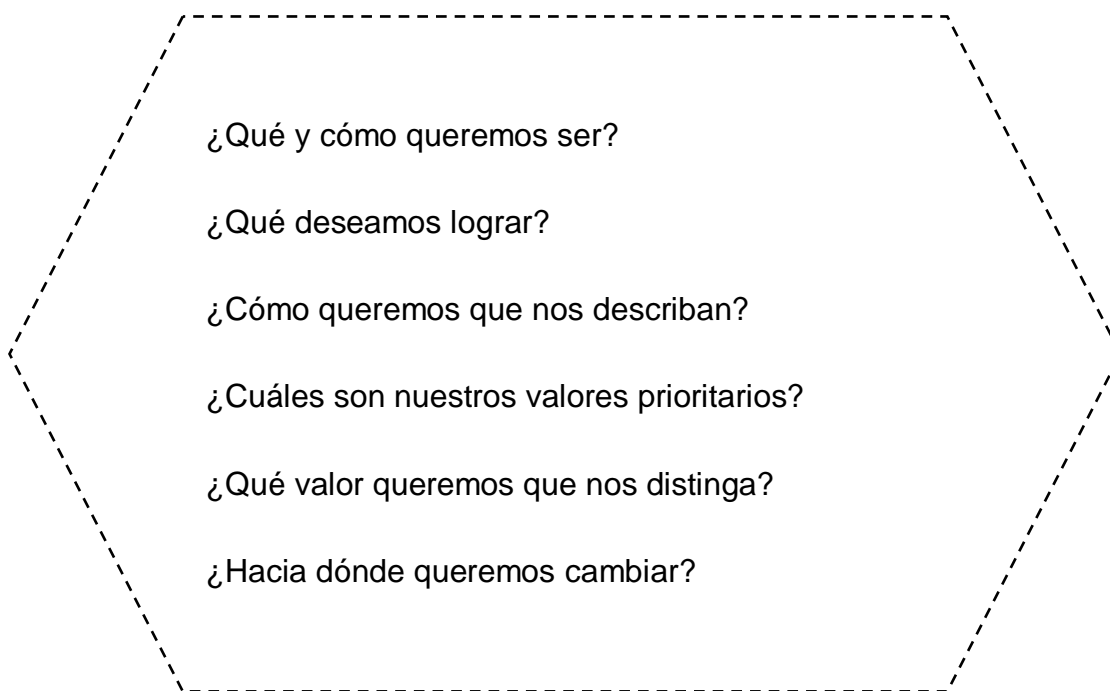 ¿Qué y cómo queremos ser?
¿Qué deseamos lograr?
¿Cómo queremos que nos describan?
¿Cuáles son nuestros valores prioritarios?
¿Qué valor queremos que nos distinga?
¿Hacia dónde queremos cambiar?